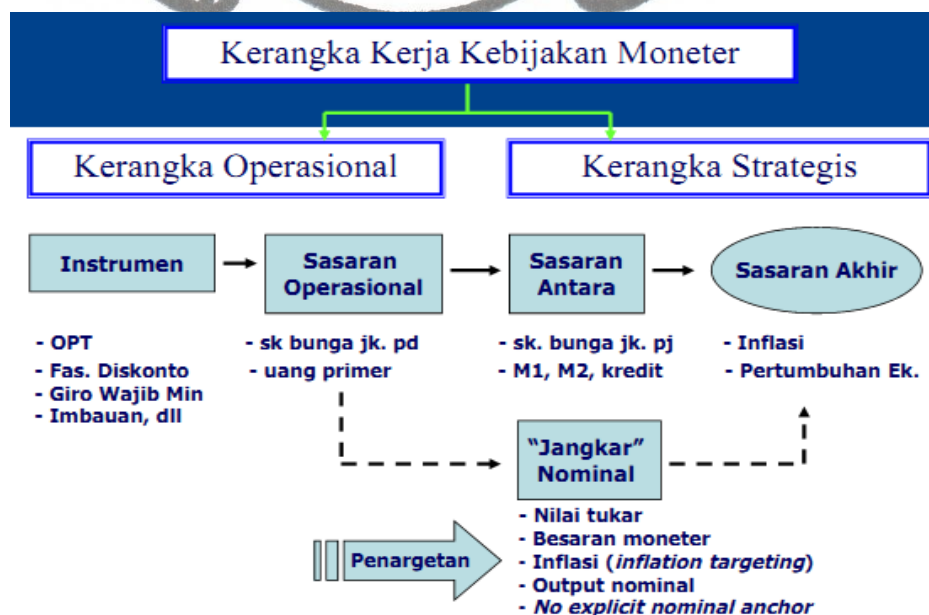 Kerangka Kerja Kebijakan Moneter
Kerangka Operasional
Kerangka Strategis
Instrumen
Sasaran
Operasional
Sasaran
Antara
Sasaran Akhir
- OPT
- Fas. Diskonto
- Giro Wajib Min
- Imbauan, dll
- sk bunga jk. pd
- uang primer
- sk. bunga jk. pj
- M1, M2, kredit
- Inflasi
- Pertumbuhan Ek.
“Jangkar”
Nominal
Penargetan
- Nilai tukar
- Besaran moneter
- Inflasi (inflation targeting)
- Output nominal
- No explicit nominal anchor